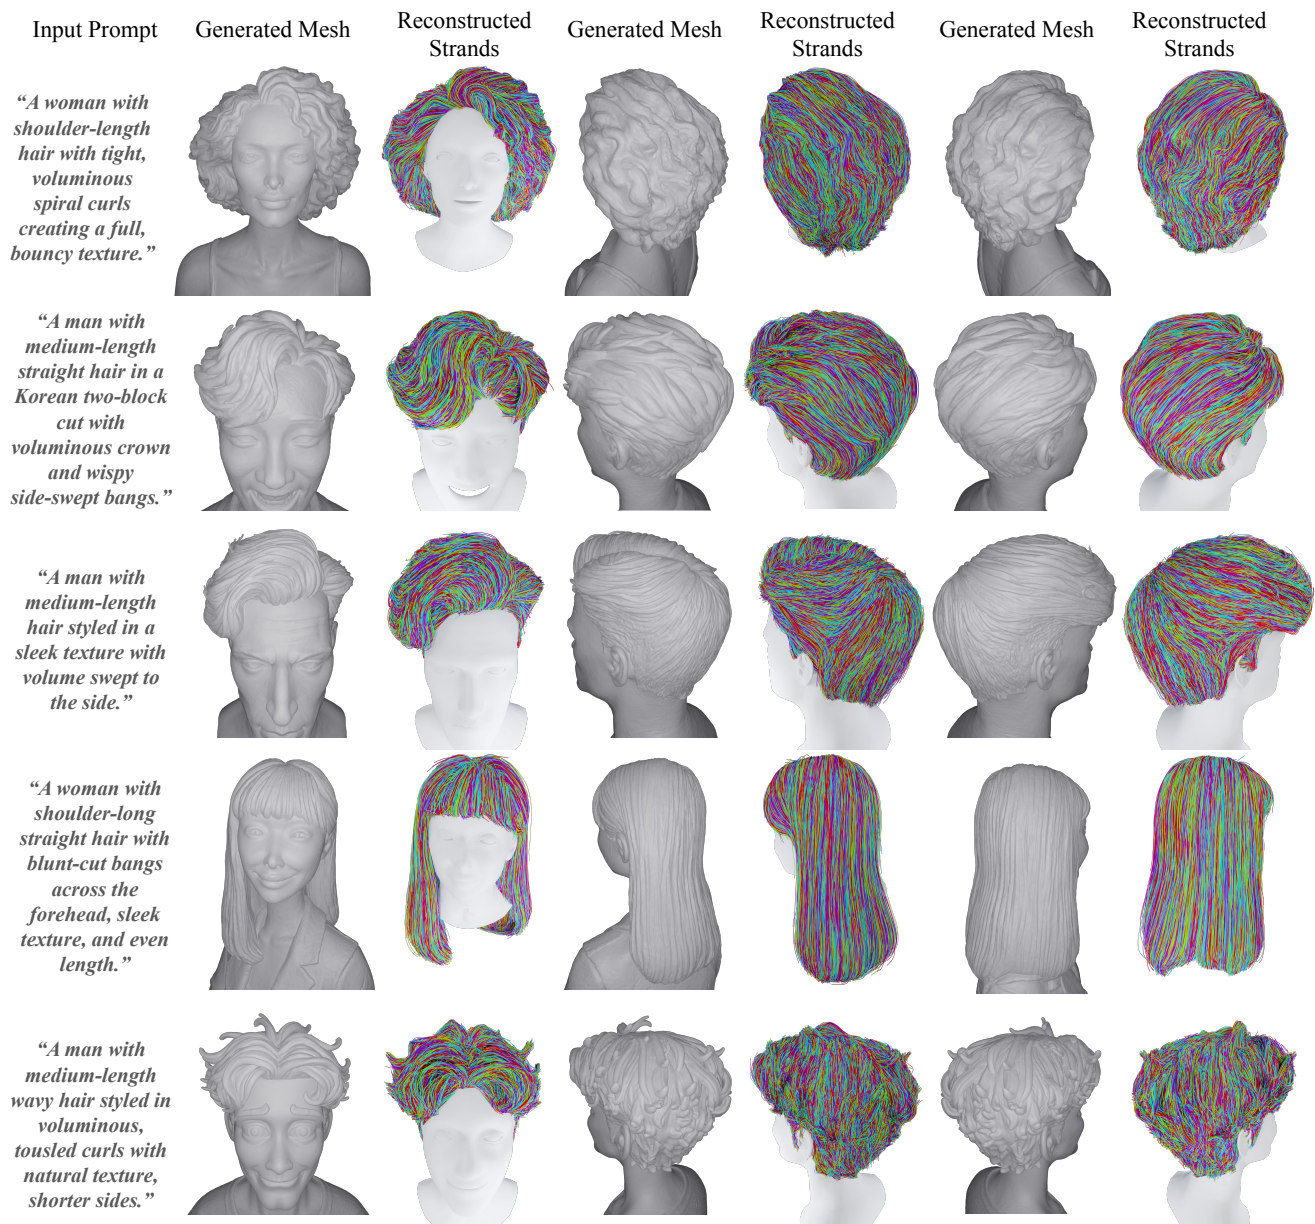 Input Prompt
Generated Mesh
Reconstructed
Strands
Generated Mesh
Reconstructed
Strands
Generated Mesh
Reconstructed
Strands
“A woman with
shoulder-length
hair with tight,
voluminous
spiral curls
creating a full,
bouncy texture.”
“A man with
medium-length
straight hair in a
Korean two-block
cut with
voluminous crown
and wispy
side-swept bangs.”
“A man with
medium-length
hair styled in a
sleek texture with
volume swept to
the side.”
“A woman with
shoulder-long
straight hair with
blunt-cut bangs
across the
forehead, sleek
texture, and even
length.”
“A man with
medium-length
wavy hair styled in
voluminous,
tousled curls with
natural texture,
shorter sides.”